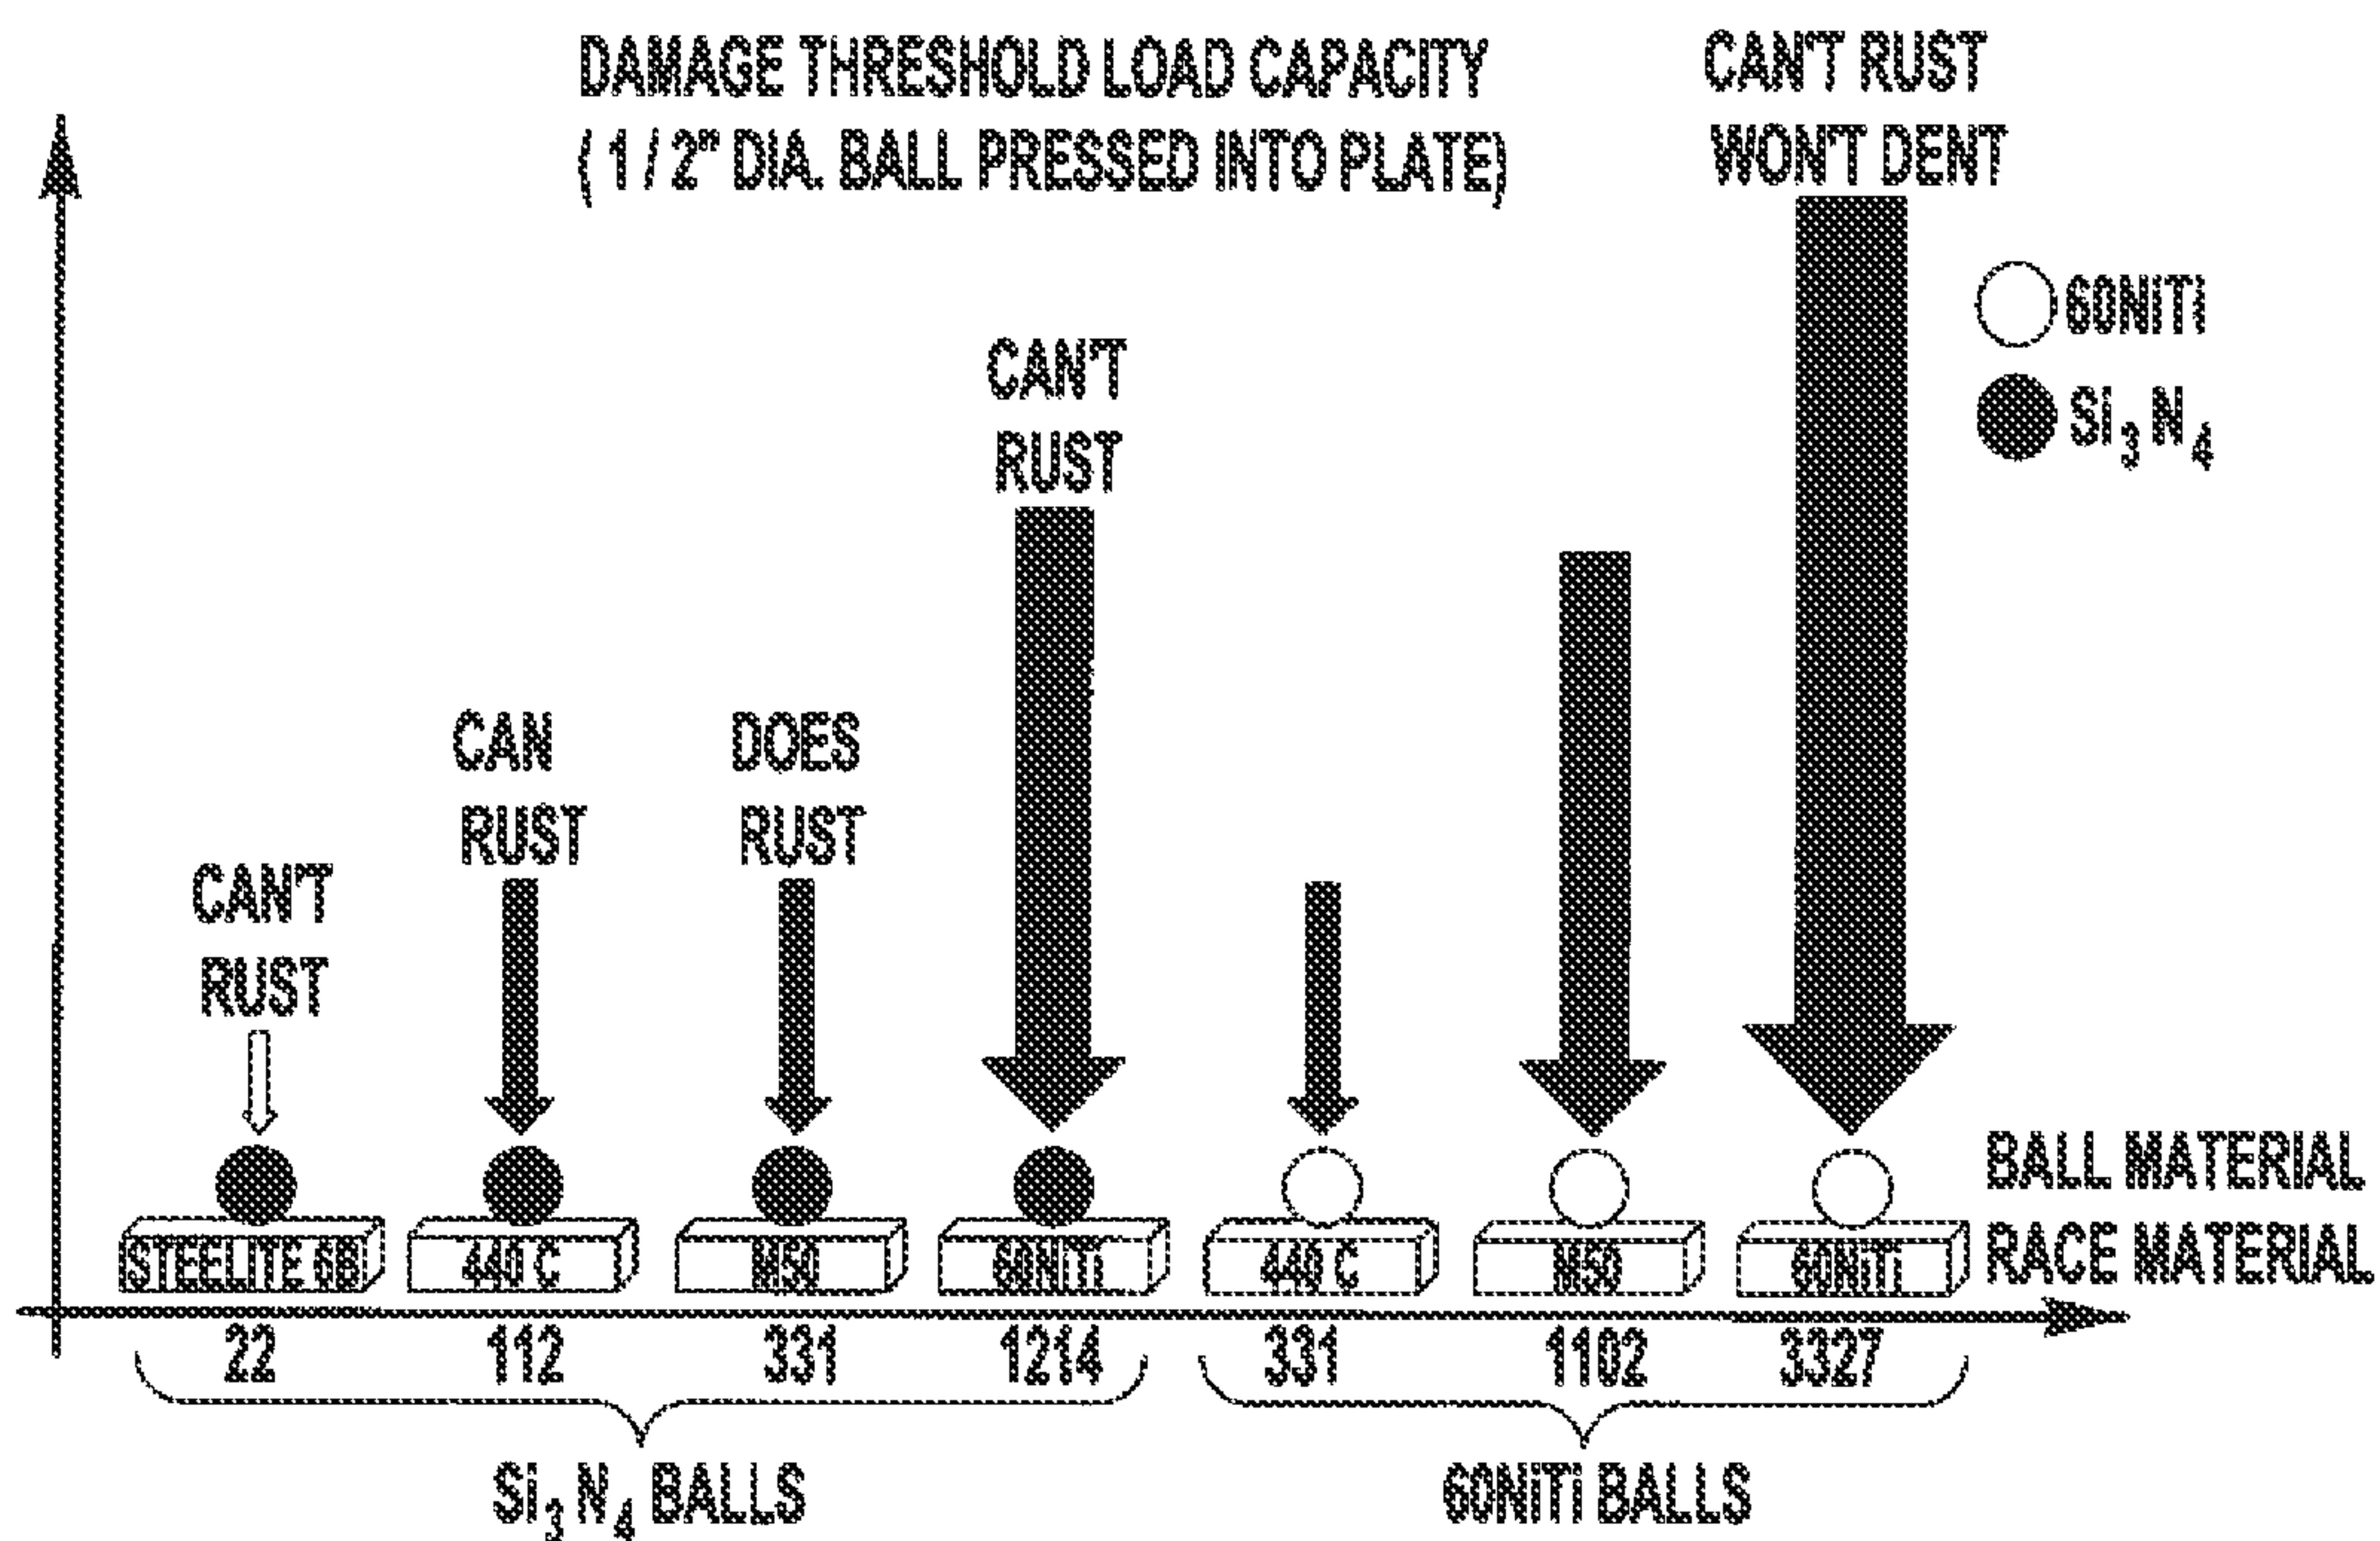 DAMAGE THRESHOLD LOAD CAPACITY
( 1 / 2" DIA. BALL PRESSED INTO PLATE)
CAN'T RUST
WON'T DENT
60NiTi
Si3N4
CAN'T
RUST
CAN
RUST
DOES
RUST
CAN'T
RUST
BALL MATERIAL
STEELITE 6B
440 C
M50
60NiTi
440 C
M50
60NiTi
RACE MATERIAL
22
112
331
1214
331
1102
3327
Si3N4 BALLS
60NiTi BALLS